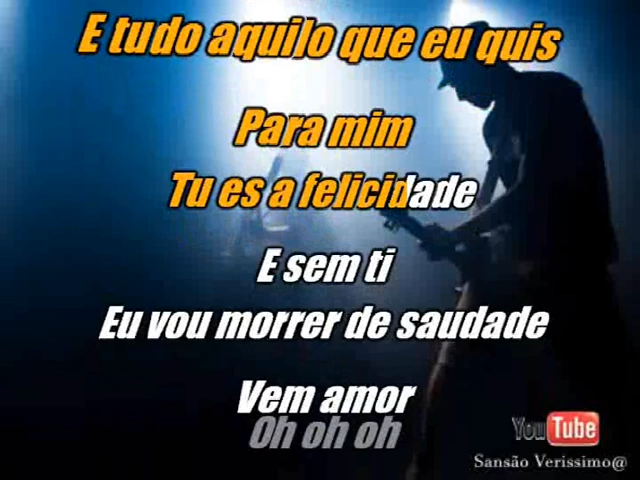 E tudo aquilo que eu quis
Para mim
Tu es a felicidade
E sem ti
Eu vou morrer de saudade
Vem amor
Oh oh oh
YouTube
Sansão Verissimo@